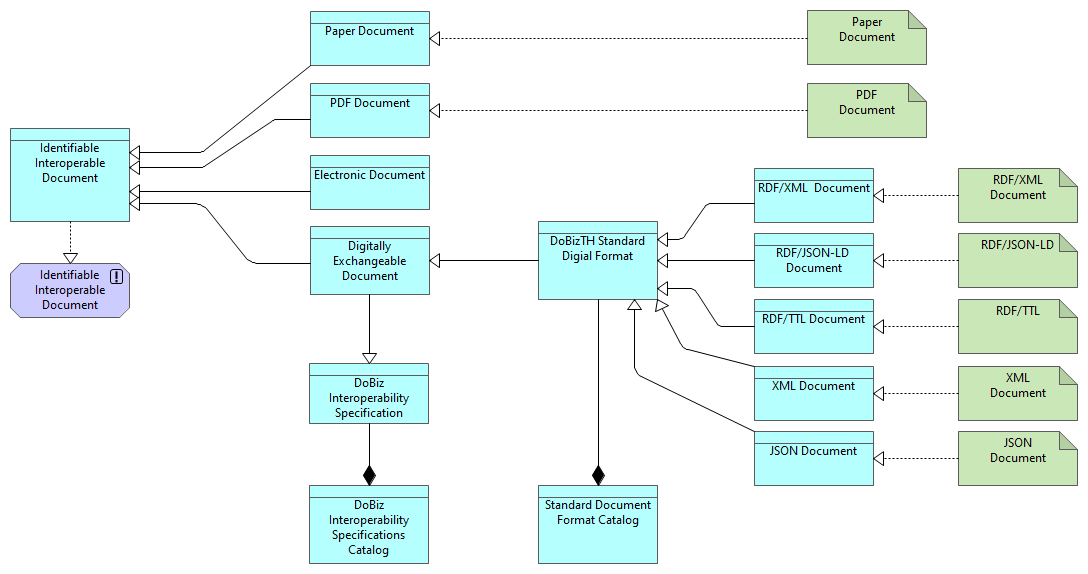 Paper Document
Paper
Document
PDF Document
PDF
Document
Identifiable
Interoperable
Document
Electronic Document
RDF/XML  Document
RDF/XML
Document
Digitally
Exchangeable
Document
DoBizTH Standard
Digial Format
RDF/JSON-LD
Document
RDF/JSON-LD
Identifiable
Interoperable
Document
RDF/TTL Document
RDF/TTL
DoBiz
Interoperability
Specification
XML Document
XML
Document
JSON Document
JSON
Document
DoBiz
Interoperability
Specifications
Catalog
Standard Document
Format Catalog